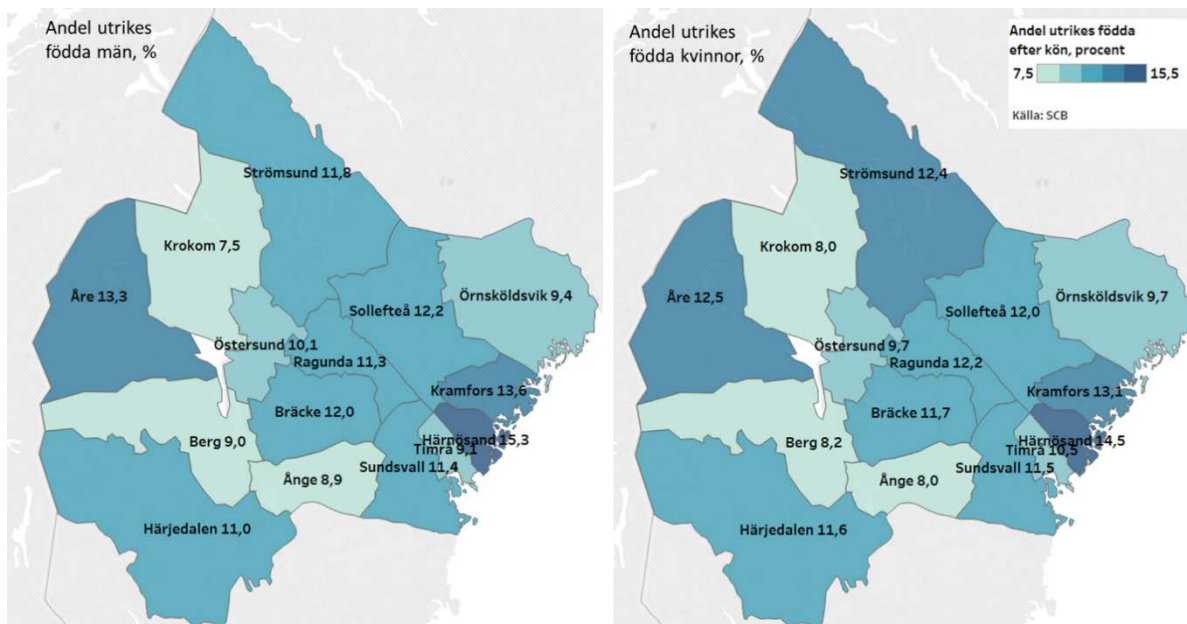 Andel utrikes
födda män, %
Strömsund 11,8
Krokom 7,5
Åre 13,3
Örnsköldsvik 9,4
Sollefteå 12,2
Östersund 10,1
Ragunda 11,3
Kramfors 13,6
Bräcke 12,0
Berg 9,0
Härnösand 15,3
Timrå 9,1
Sundsvall 11,4
Ånge 8,9
Härjedalen 11,0
Andel utrikes
födda kvinnor, %
Andel utrikes födda
efter kön, procent
7,5 15,5
Källa: SCB
Strömsund 12,4
Krokom 8,0
Åre 12,5
Örnsköldsvik 9,7
Sollefteå 12,0
Östersund 9,7
Ragunda 12,2
Kramfors 13,1
Bräcke 11,7
Berg 8,2
Härnösand 14,5
Timrå 10,5
Sundsvall 11,5
Ånge 8,0
Härjedalen 11,6